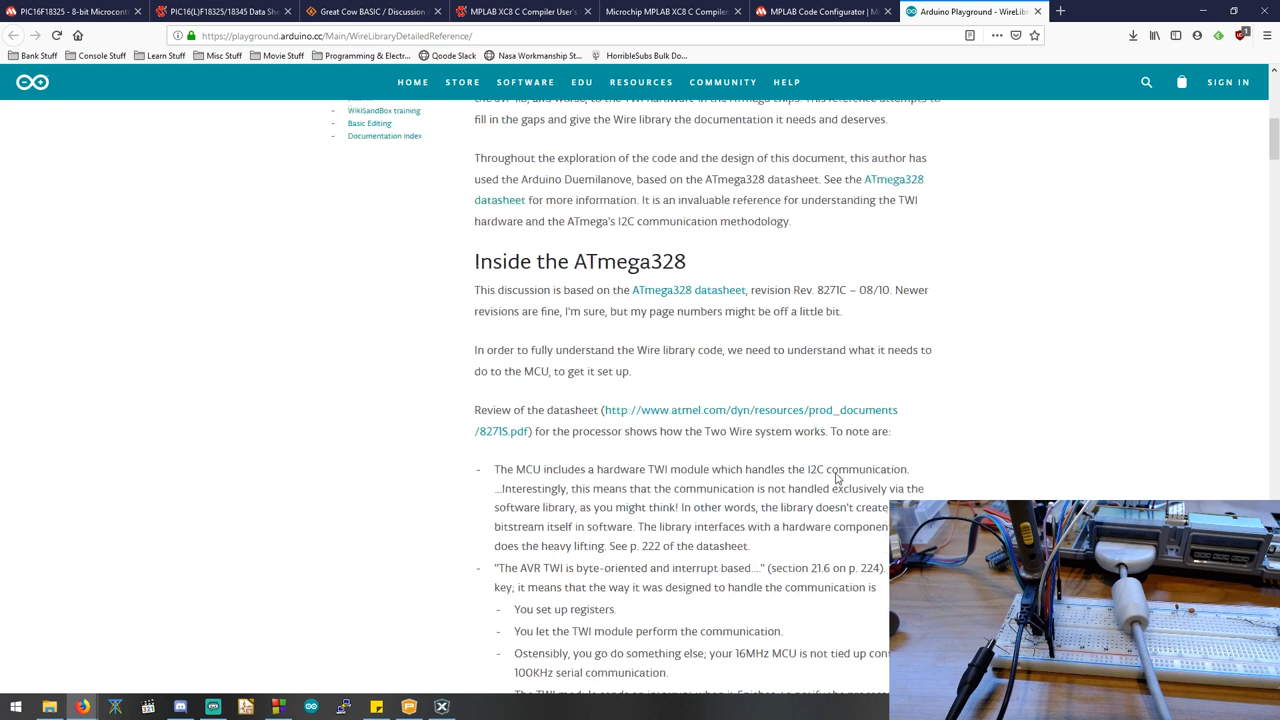 PIC16F18325 - 8-bit Microcont
PIC16(L)F18325/18345 Data She
Great Cow BASIC / Discussion /
MPLAB XC8 C Compiler User's
Microchip MPLAB XC8 C Compiler
MPLAB Code Configurator | M
Arduino Playground - WireLib
https://playground.arduino.cc/Main/WireLibraryDetailedReference/
Bank Stuff
Console Stuff
Learn Stuff
Misc Stuff
Movie Stuff
Programming & Electr...
Qoode Slack
Nasa Workmanship St...
HorribleSubs Bulk Do...
HOME STORE SOFTWARE EDU RESOURCES COMMUNITY HELP
SIGN IN
- WikiSandBox training
- Basic Editing
- Documentation index
fill in the gaps and give the Wire library the documentation it needs and deserves.
Throughout the exploration of the code and the design of this document, this author has
used the Arduino Duemilanove, based on the ATmega328 datasheet. See the ATmega328
datasheet for more information. It is an invaluable reference for understanding the TWI
hardware and the ATmega's I2C communication methodology.
Inside the ATmega328
This discussion is based on the ATmega328 datasheet, revision Rev. 8271C – 08/10. Newer
revisions are fine, I'm sure, but my page numbers might be off a little bit.
In order to fully understand the Wire library code, we need to understand what it needs to
do to the MCU, to get it set up.
Review of the datasheet (http://www.atmel.com/dyn/resources/prod_documents
/8271S.pdf) for the processor shows how the Two Wire system works. To note are:
- The MCU includes a hardware TWI module which handles the I2C communication.
...Interestingly, this means that the communication is not handled exclusively via the
software library, as you might think! In other words, the library doesn't create
bitstream itself in software. The library interfaces with a hardware componen
does the heavy lifting. See p. 222 of the datasheet.
- "The AVR TWI is byte-oriented and interrupt based...." (section 21.6 on p. 224).
key; it means that the way it was designed to handle the communication is
- You set up registers.
- You let the TWI module perform the communication.
- Ostensibly, you go do something else; your 16MHz MCU is not tied up con
100KHz serial communication.